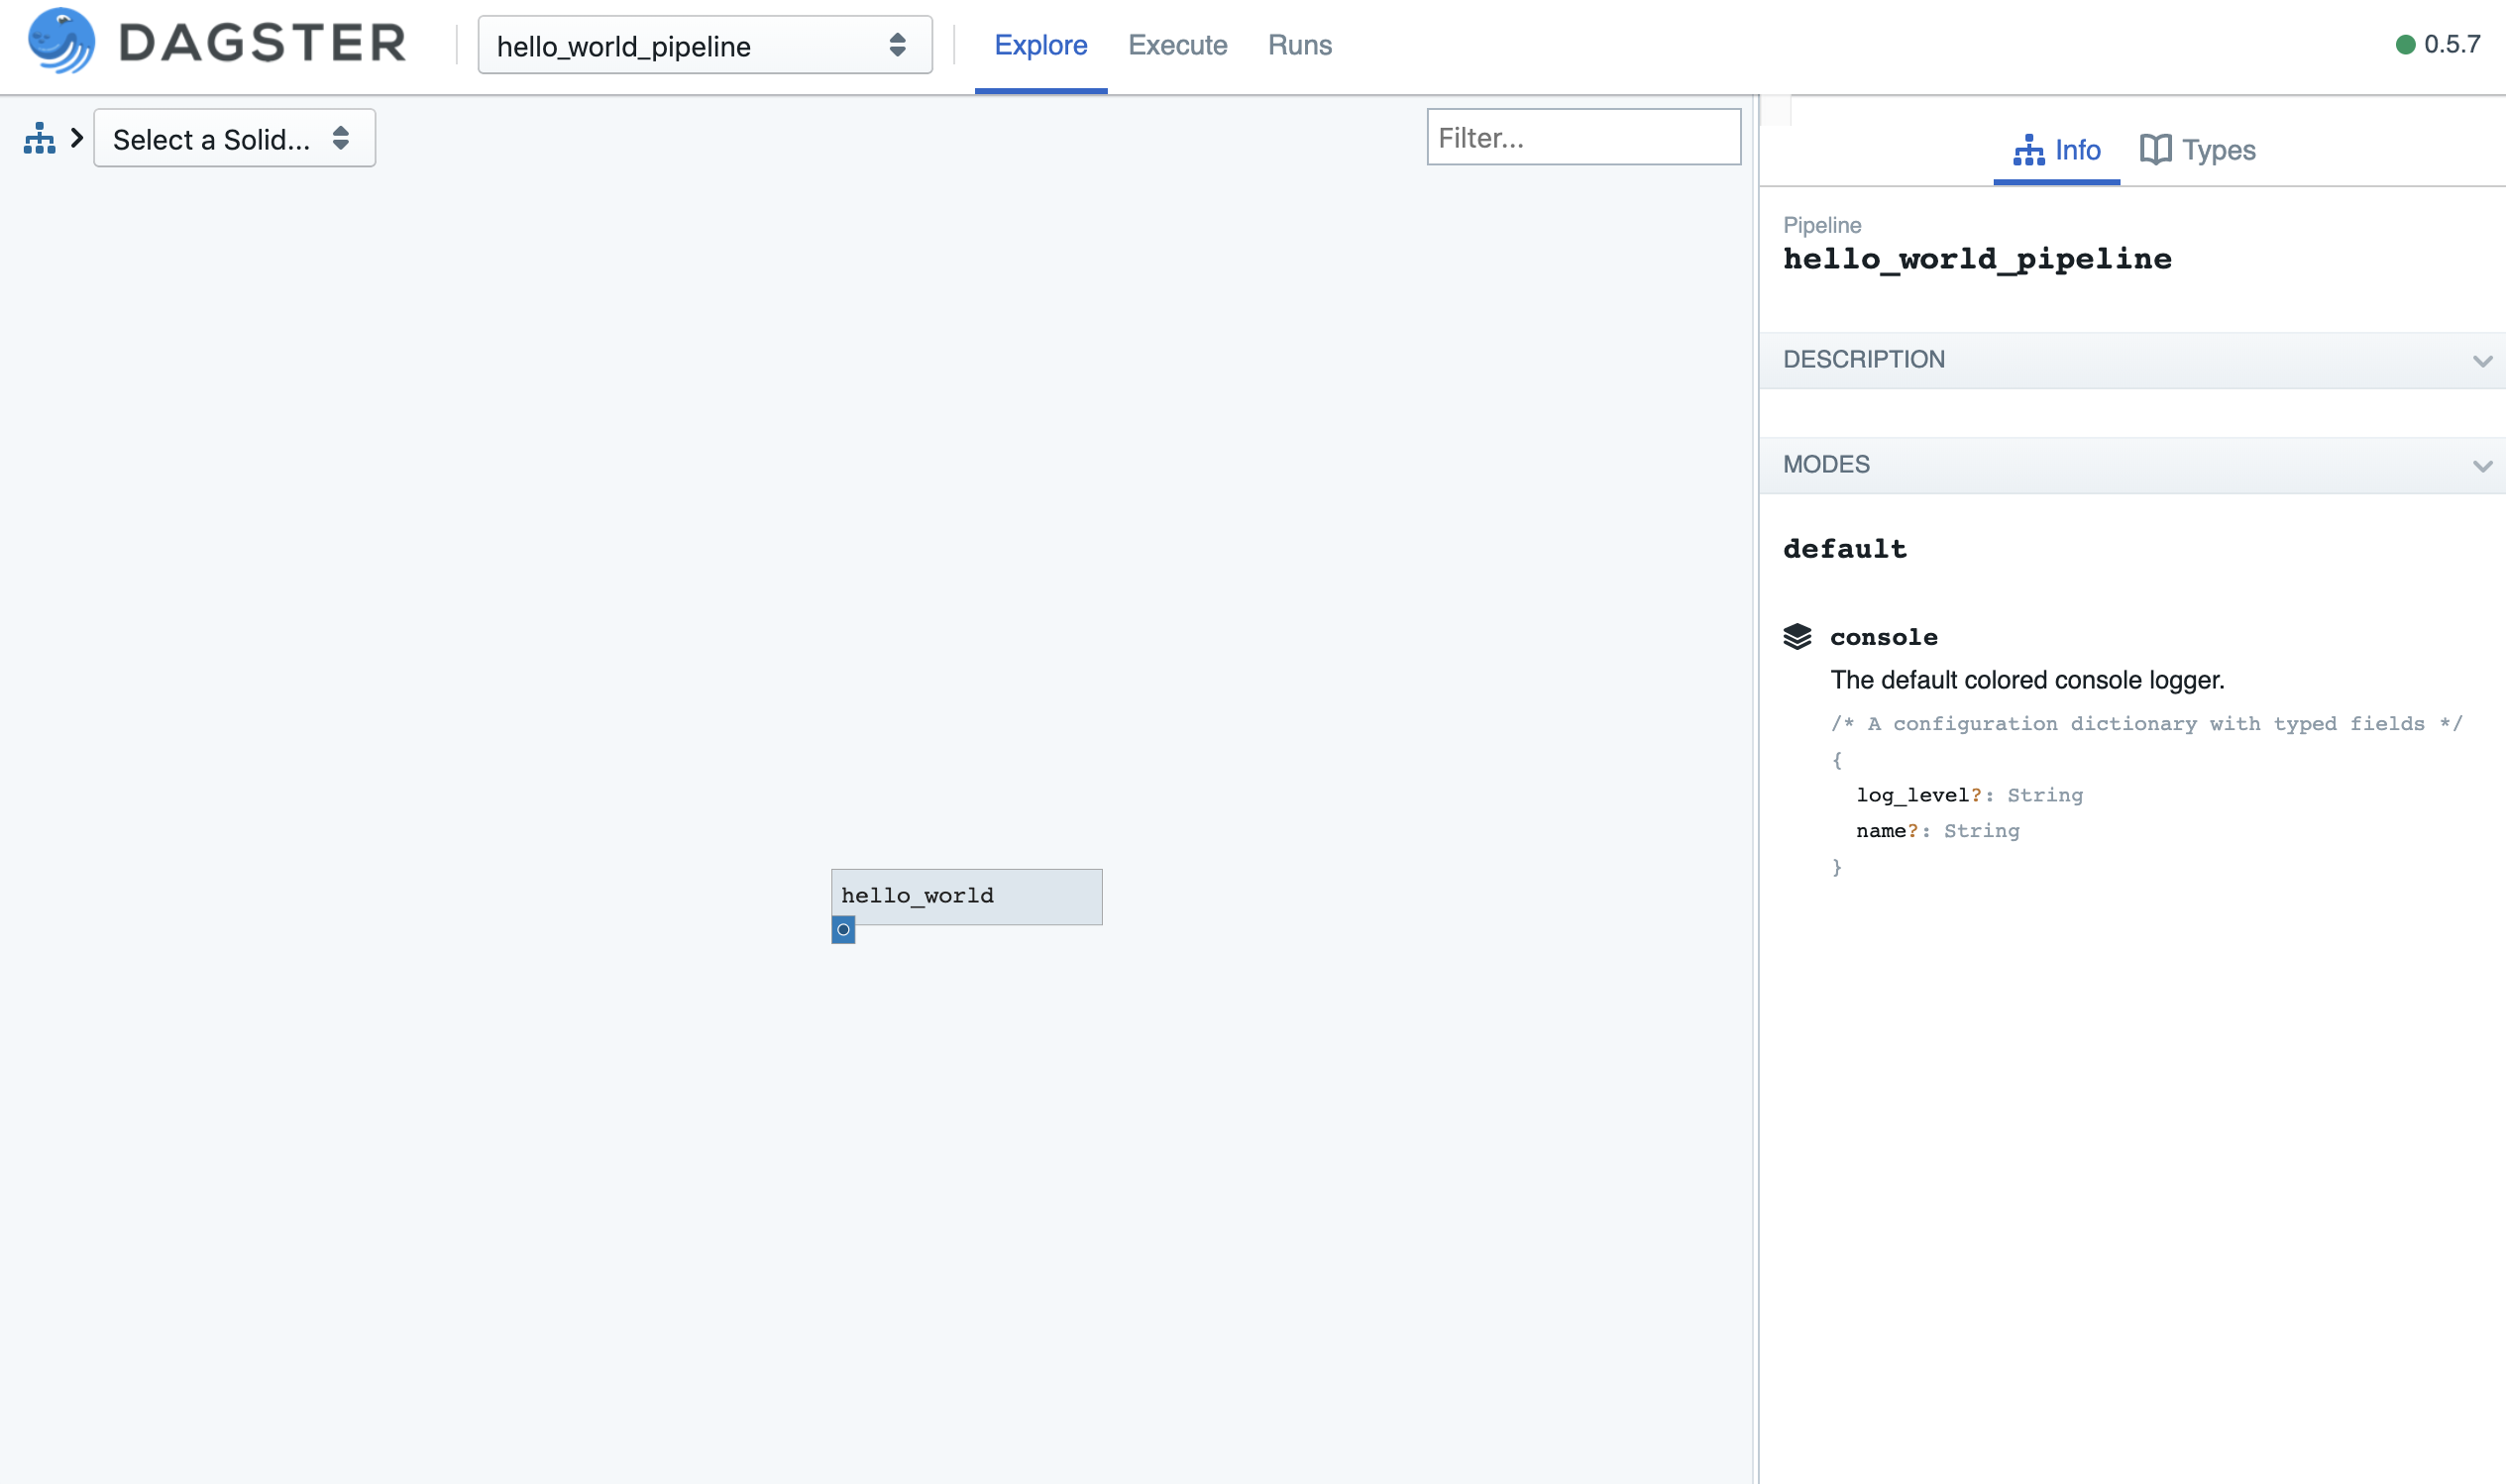 DAGSTER
hello_world_pipeline
Explore
Execute
Runs
0.5.7
Select a Solid...
Filter...
Info
Types
Pipeline
hello_world_pipeline
DESCRIPTION
MODES
default
console
The default colored console logger.
/* A configuration dictionary with typed fields */
{
log_level?: String
name?: String
}
hello_world